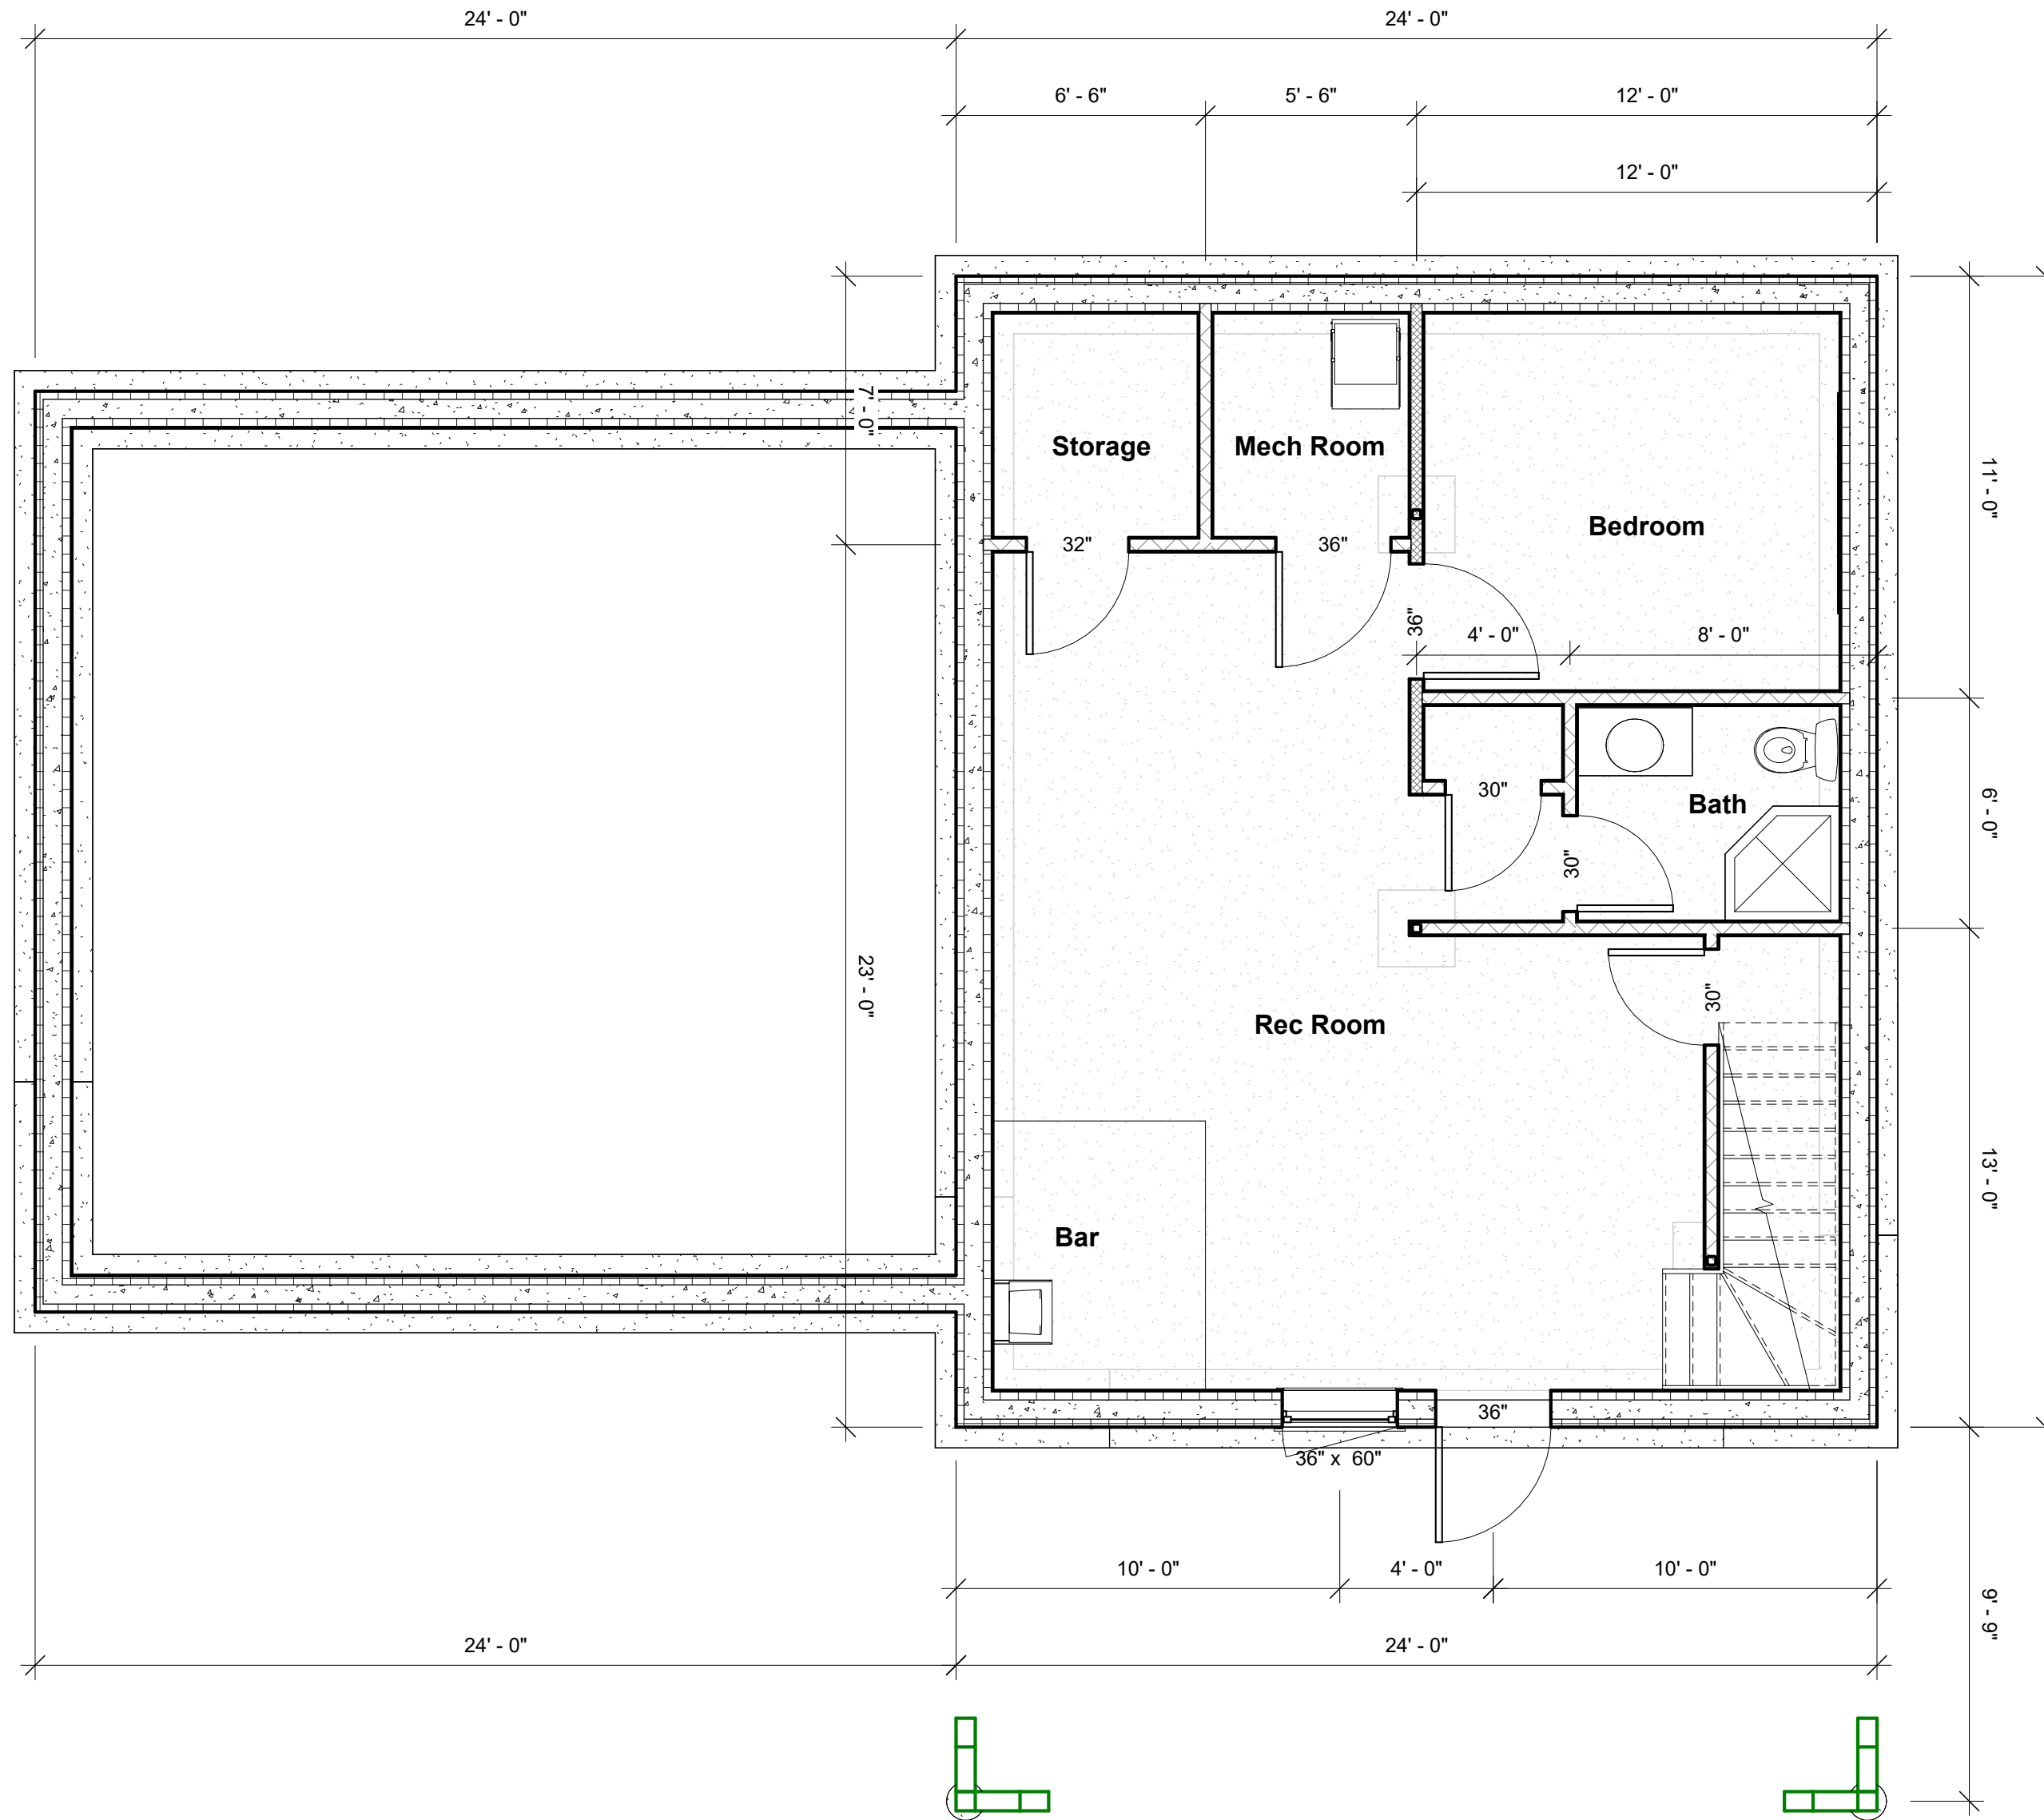 24' - 0" 24' - 0"
6' - 6" 5' - 6" 12' - 0"
12' - 0"
7' - 0"
Storage Mech Room
11' - 0"
Bedroom
32" 36"
36" 4' - 0" 8' - 0"
30"
Bath
6' - 0"
30"
23' - 0"
30"
Rec Room
13' - 0"
Bar
36"
36" x 60"
10' - 0" 4' - 0" 10' - 0"
9' - 9"
24' - 0" 24' - 0"